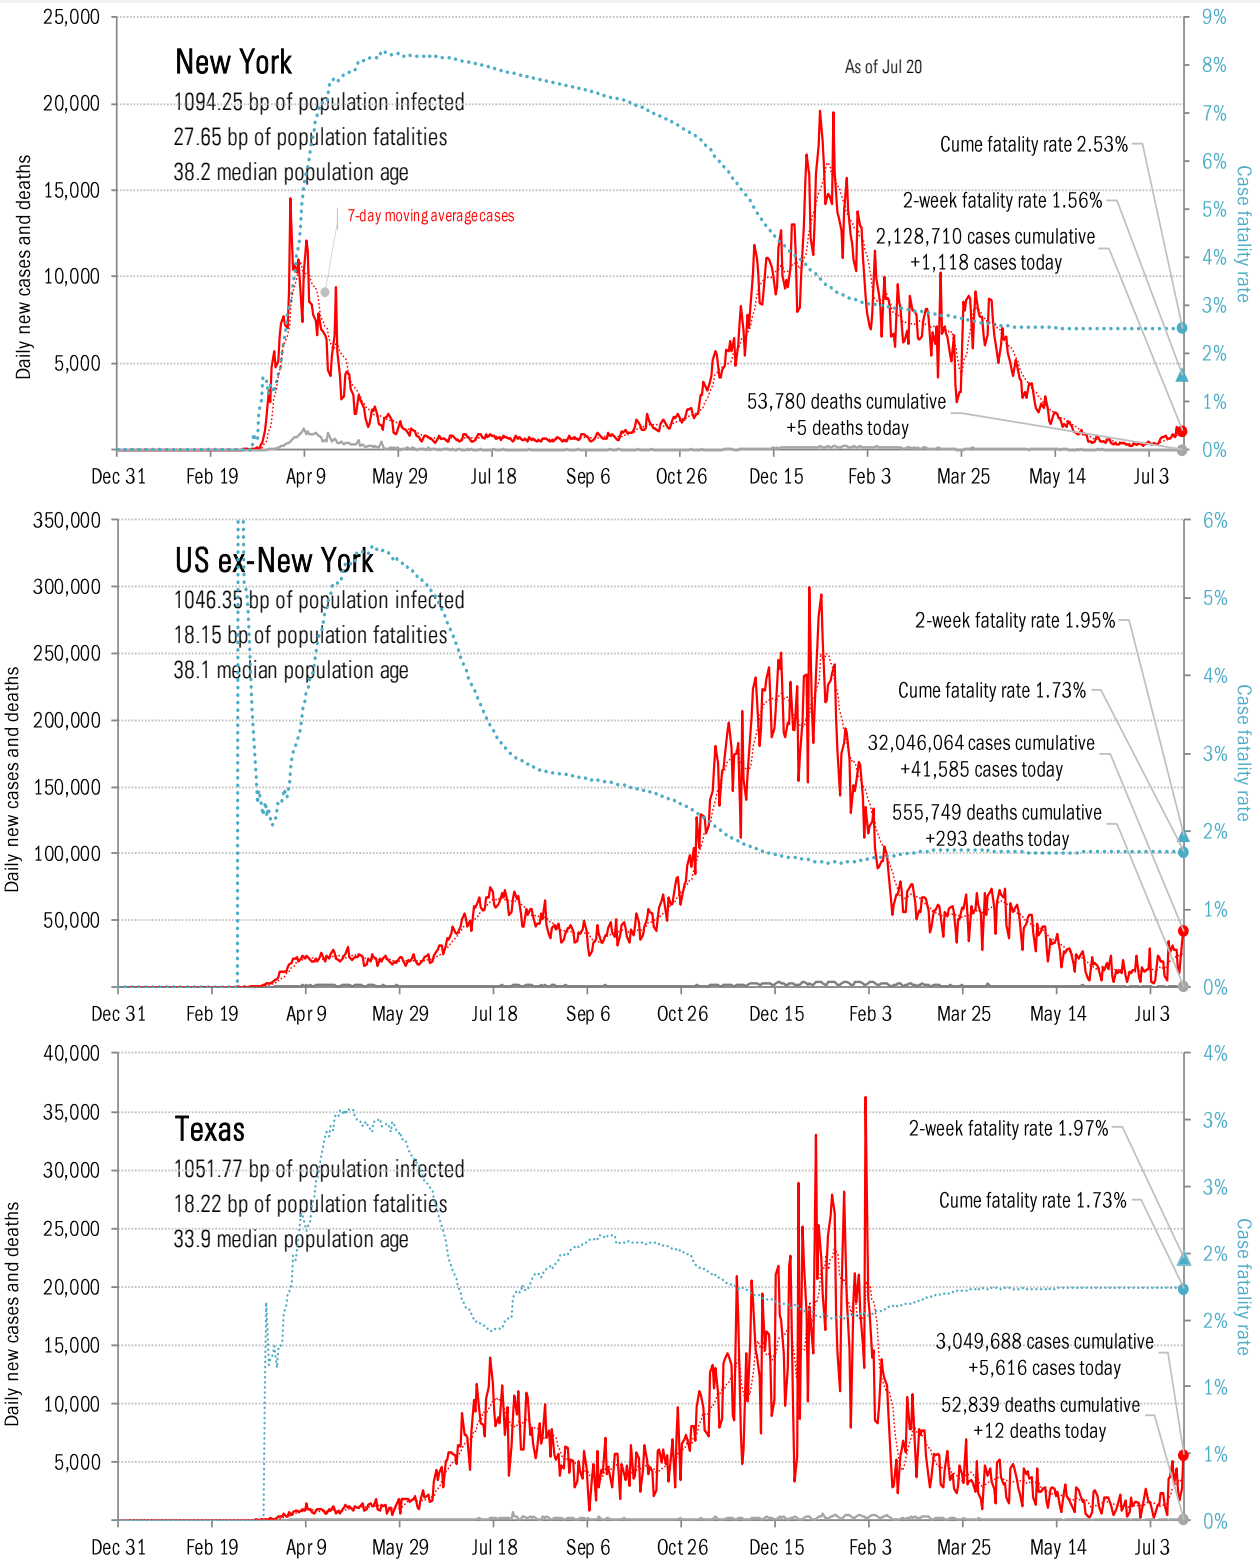 25,000
9%
New York
As of Jul 20
8%
1094.25 bp of population infected
20,000
7%
27.65 bp of population fatalities
Cume fatality rate 2.53%
6%
38.2 median population age
15,000
2-week fatality rate 1.56%
7-day moving average cases
5%
2,128,710 cases cumulative
+1,118 cases today
4%
10,000
3%
5,000
2%
53,780 deaths cumulative
+5 deaths today
1%
0%
Daily new cases and deaths
Case fatality rate
Dec 31 Feb 19 Apr 9 May 29 Jul 18 Sep 6 Oct 26 Dec 15 Feb 3 Mar 25 May 14 Jul 3
350,000
6%
US ex-New York
300,000
5%
1046.35 bp of population infected
18.15 bp of population fatalities
2-week fatality rate 1.95%
250,000
38.1 median population age
4%
Cume fatality rate 1.73%
200,000
32,046,064 cases cumulative
+41,585 cases today
3%
150,000
555,749 deaths cumulative
+293 deaths today
2%
100,000
50,000
1%
0%
Daily new cases and deaths
Case fatality rate
Dec 31 Feb 19 Apr 9 May 29 Jul 18 Sep 6 Oct 26 Dec 15 Feb 3 Mar 25 May 14 Jul 3
40,000
4%
35,000
3%
Texas
2-week fatality rate 1.97%
1051.77 bp of population infected
30,000
3%
18.22 bp of population fatalities
Cume fatality rate 1.73%
25,000
33.9 median population age
2%
20,000
2%
15,000
3,049,688 cases cumulative
+5,616 cases today
1%
10,000
52,839 deaths cumulative
+12 deaths today
5,000
1%
0%
Daily new cases and deaths
Case fatality rate
Dec 31 Feb 19 Apr 9 May 29 Jul 18 Sep 6 Oct 26 Dec 15 Feb 3 Mar 25 May 14 Jul 3